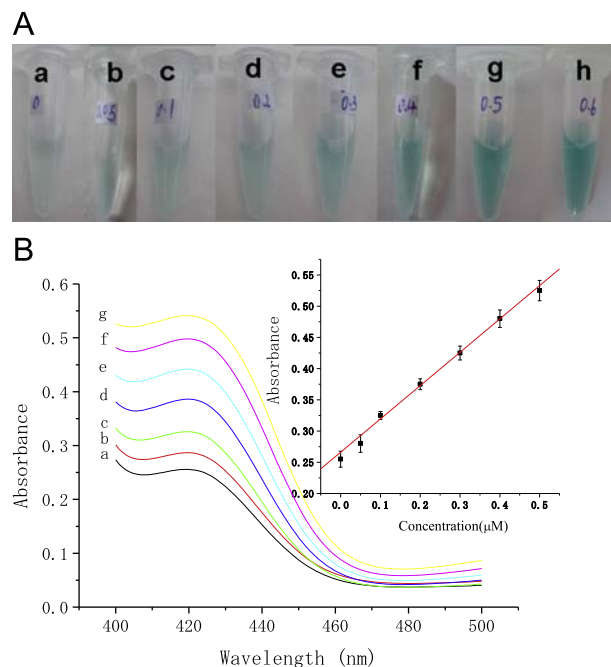 A
a b c d e f g h
0 .05 0.1 0.2 0.3 0.4 0.5 0.6
B
0.6
0.5
0.4
0.3
0.2
0.1
0.0
Absorbance
g
f
e
d
c
b
a
400 420 440 460 480 500
Wavelength (nm)
0.55
0.50
0.45
0.40
0.35
0.30
0.25
0.20
Absorbance
0.0 0.1 0.2 0.3 0.4 0.5
Concentration(μM)